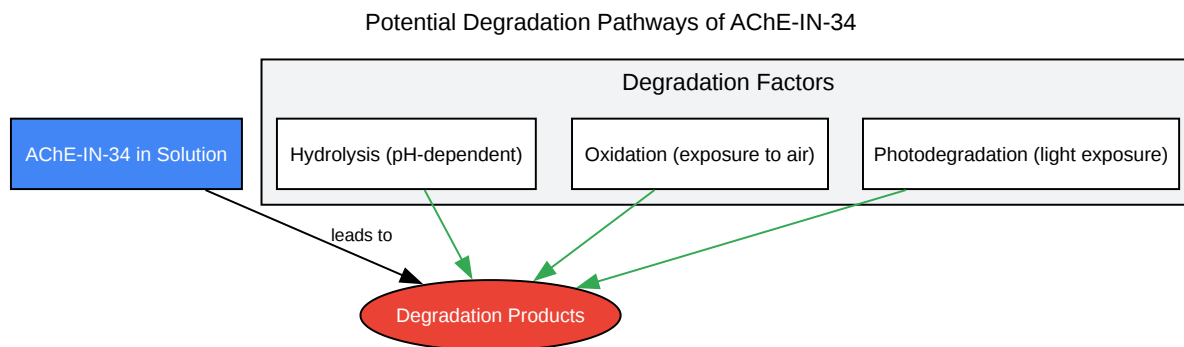 Potential Degradation Pathways of AChE-IN-34
Degradation Factors
AChE-IN-34 in Solution
Hydrolysis (pH-dependent)
Oxidation (exposure to air)
Photodegradation (light exposure)
leads to
Degradation Products